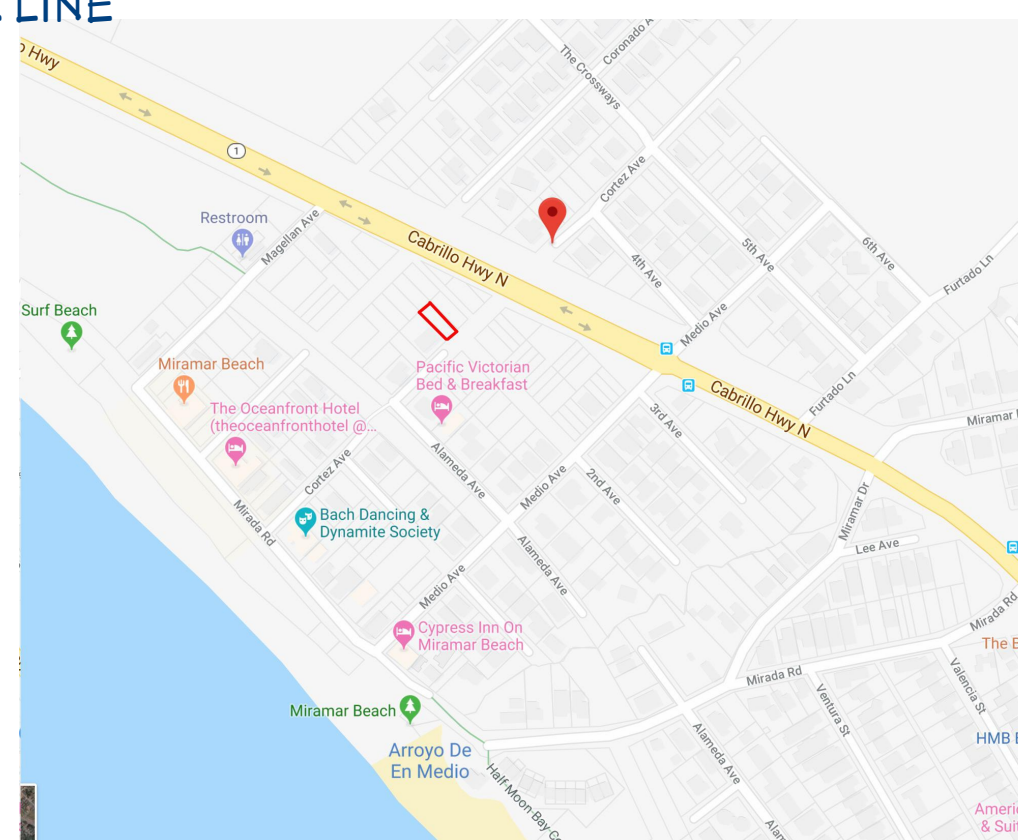 LINE
Hwy
The Crossways
Coronado A
1
Cortez Ave
Restroom
Magellan Ave
Cabrillo Hwy N
4th Ave
5th Ave
6th Ave
Furtado Ln
Surf Beach
Medio Ave
Miramar Beach
Pacific Victorian
Bed & Breakfast
Cabrillo Hwy N
Furtado Ln
The Oceanfront Hotel
(theoceanfronthotel @...
3rd Ave
Miramar
Alameda Ave
Cortez Ave
Medio Ave
2nd Ave
Mirada Rd
Bach Dancing &
Dynamite Society
Miramar Dr
Lee Ave
Alameda Ave
Medio Ave
Mirada Rd
Cypress Inn On
Miramar Beach
The
Mirada Rd
Valencia St
Ventura St
Miramar Beach
Arroyo De
En Medio
HMB
Alameda Ave
Half Moon Bay
& Sui